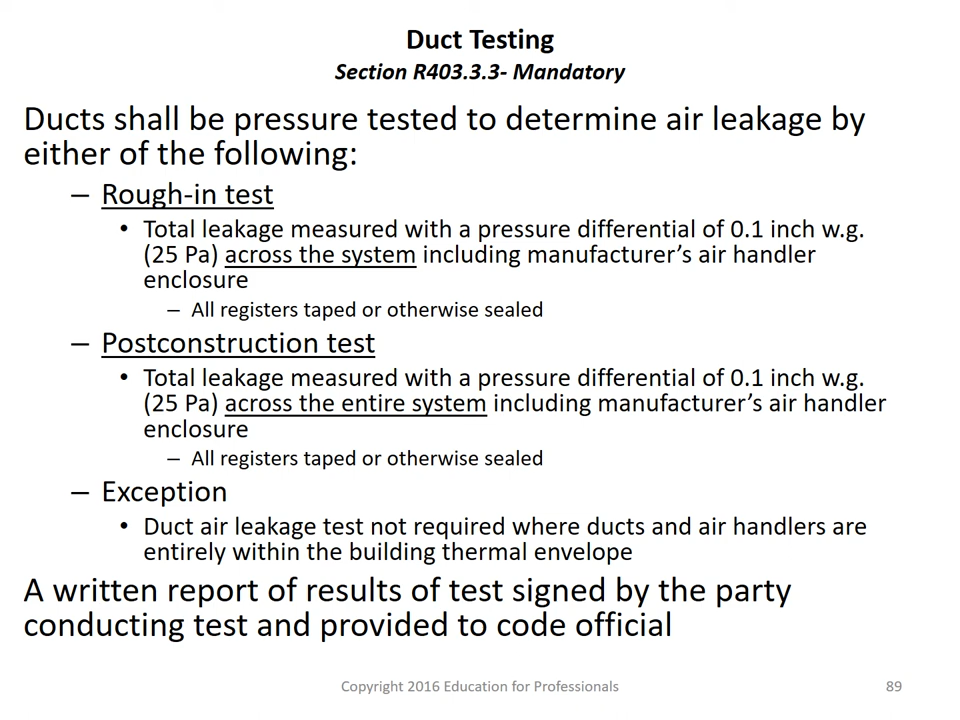 Duct Testing
Section R403.3.3- Mandatory
Ducts shall be pressure tested to determine air leakage by
either of the following:
– Rough-in test
• Total leakage measured with a pressure differential of 0.1 inch w.g.
(25 Pa) across the system including manufacturer’s air handler
enclosure
– All registers taped or otherwise sealed
– Postconstruction test
• Total leakage measured with a pressure differential of 0.1 inch w.g.
(25 Pa) across the entire system including manufacturer’s air handler
enclosure
– All registers taped or otherwise sealed
– Exception
• Duct air leakage test not required where ducts and air handlers are
entirely within the building thermal envelope
A written report of results of test signed by the party
conducting test and provided to code official
Copyright 2016 Education for Professionals
89